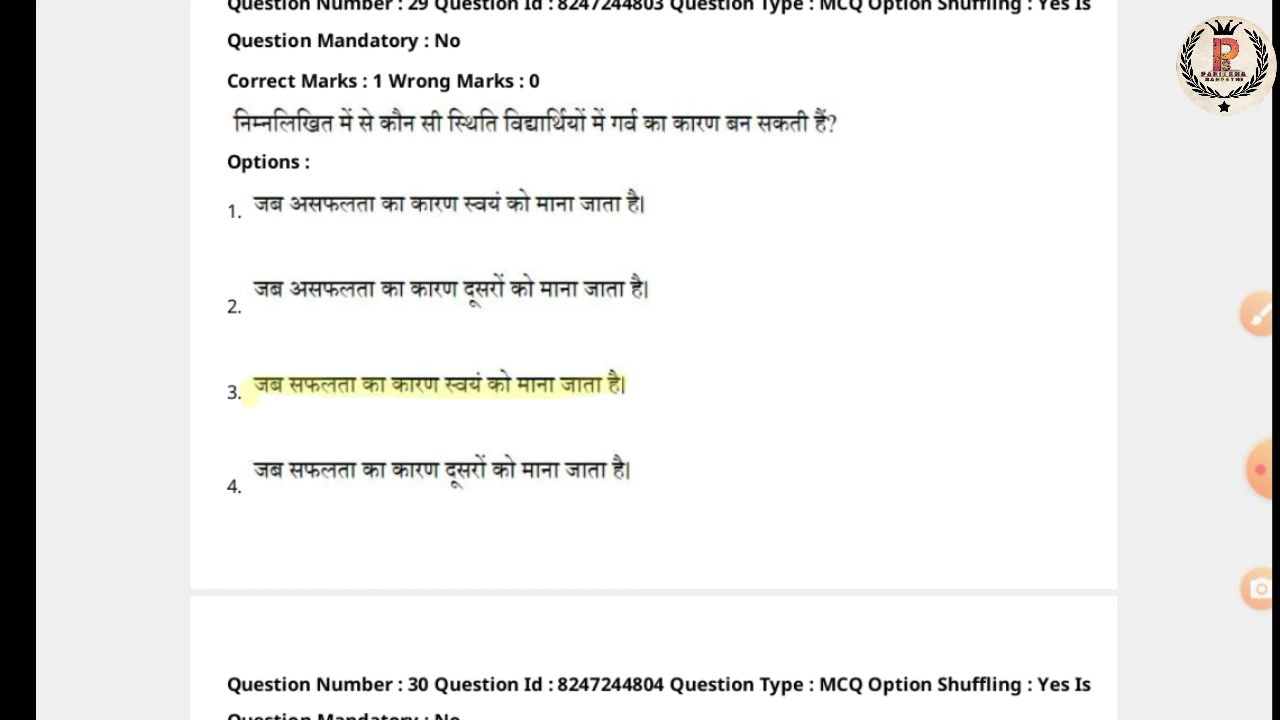 Question Number : 29 Question Id : 8247244803 Question Type : MCQ Option Shuffling : Yes Is
Question Mandatory : No
Correct Marks : 1 Wrong Marks : 0
निम्नलिखित में से कौन सी स्थिति विद्यार्थियों में गर्व का कारण बन सकती हैं?
Options :
1. जब असफलता का कारण स्वयं को माना जाता है।
2. जब असफलता का कारण दूसरों को माना जाता है।
3. जब सफलता का कारण स्वयं को माना जाता है।
4. जब सफलता का कारण दूसरों को माना जाता है।
Question Number : 30 Question Id : 8247244804 Question Type : MCQ Option Shuffling : Yes Is
Question Mandatory : No